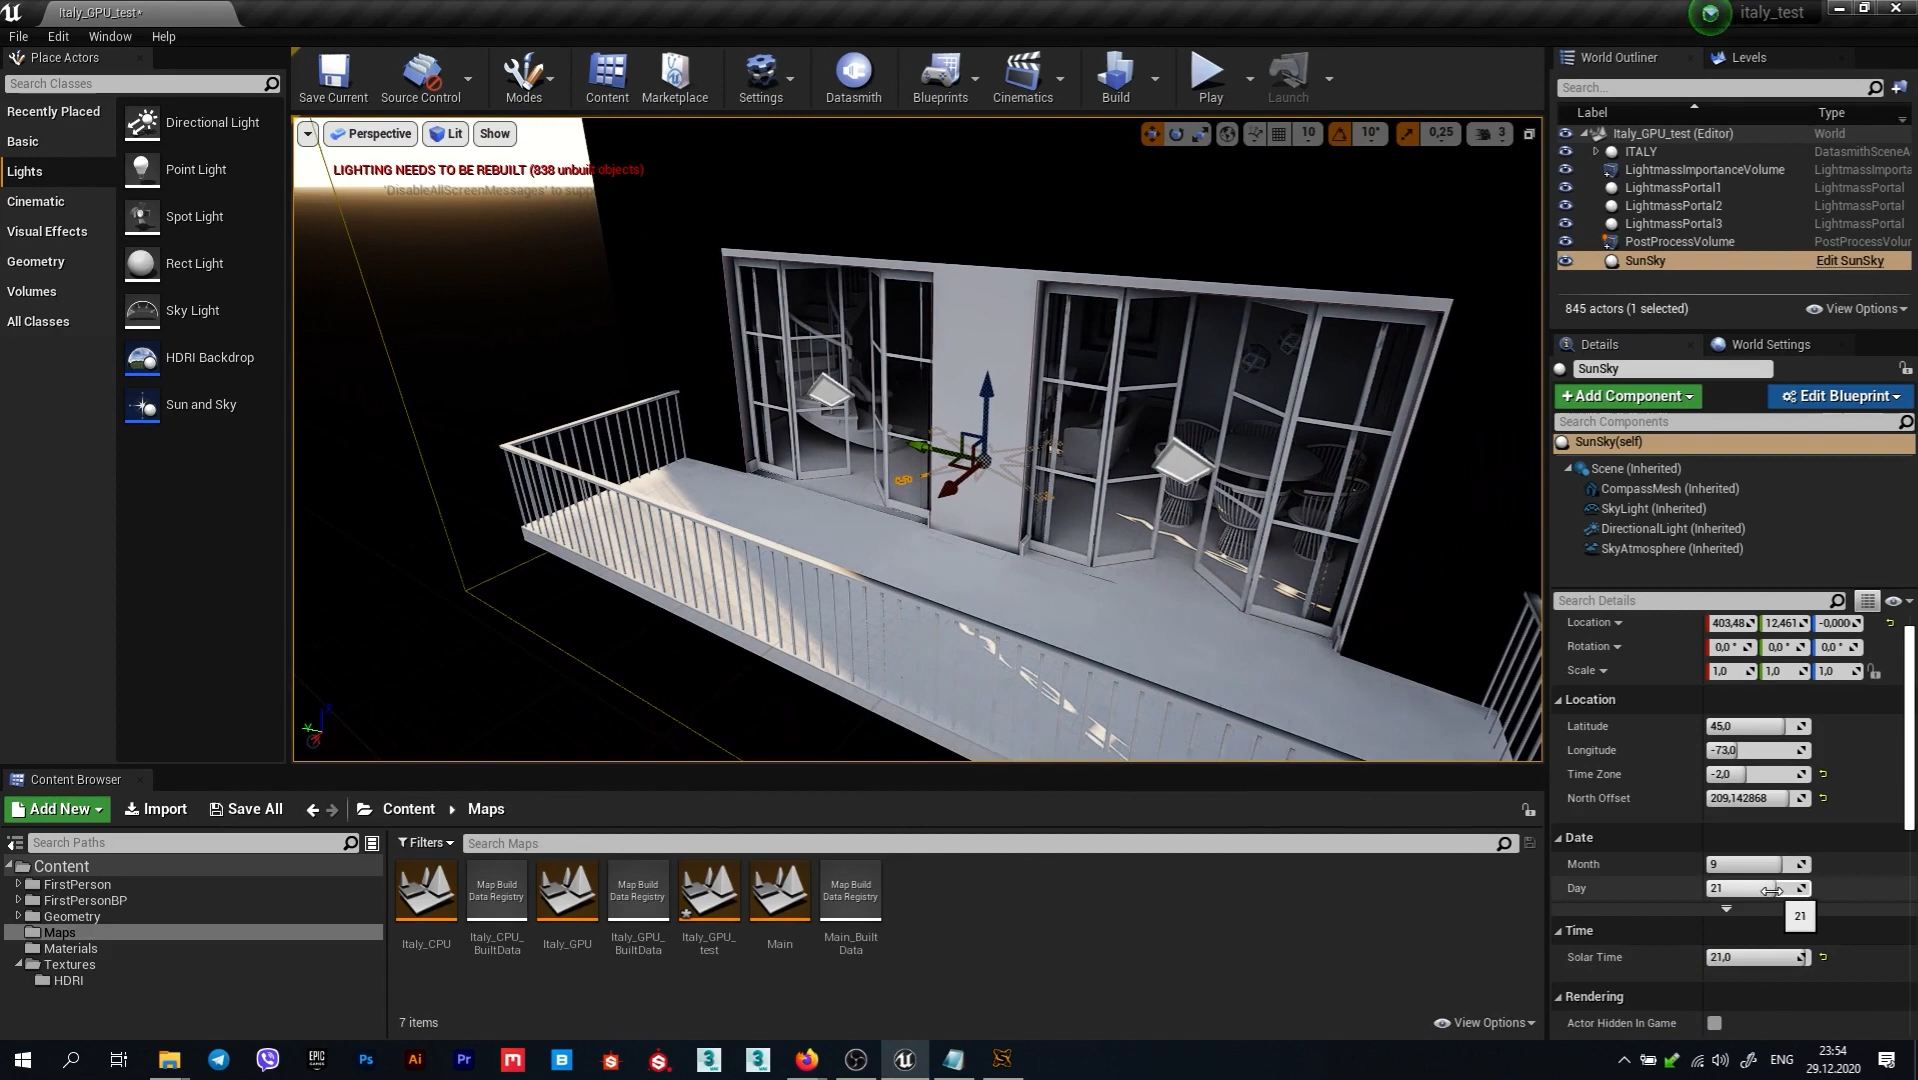 Italy_GPU_test*
italy_test
File Edit Window Help
Place Actors
Search Classes
Recently Placed
Basic
Lights
Cinematic
Visual Effects
Geometry
Volumes
All Classes
Directional Light
Point Light
Spot Light
Rect Light
Sky Light
HDRI Backdrop
Sun and Sky
Save Current
Source Control
Modes
Content
Marketplace
Settings
Datasmith
Blueprints
Cinematics
Build
Play
Launch
Perspective
Lit
Show
10
10°
0,25
3
LIGHTING NEEDS TO BE REBUILT (838 unbuilt objects)
'DisableAllScreenMessages' to supp
World Outliner
Levels
Search...
Label Type
Italy_GPU_test (Editor) World
ITALY DatasmithSceneA
LightmassImportanceVolume LightmassImporta
LightmassPortal1 LightmassPortal
LightmassPortal2 LightmassPortal
LightmassPortal3 LightmassPortal
PostProcessVolume PostProcessVolur
SunSky Edit SunSky
845 actors (1 selected)
View Options
Details
World Settings
SunSky
+Add Component
Edit Blueprint
Search Components
SunSky(self)
Scene (Inherited)
CompassMesh (Inherited)
SkyLight (Inherited)
DirectionalLight (Inherited)
SkyAtmosphere (Inherited)
Search Details
Location 403,48 12,461 -0,000
Rotation 0,0 ° 0,0 ° 0,0 °
Scale 1,0 1,0 1,0
Location
Latitude 45,0
Longitude -73,0
Time Zone -2,0
North Offset 209,142868
Date
Month 9
Day 21
21
Time
Solar Time 21,0
Rendering
Actor Hidden In Game
Content Browser
Add New
Import
Save All
Content
Maps
Search Paths
Content
FirstPerson
FirstPersonBP
Geometry
Maps
Materials
Textures
HDRI
Filters
Search Maps
Map Build
Data Registry
Map Build
Data Registry
Map Build
Data Registry
Italy_CPU
Italy_CPU_
BuiltData
Italy_GPU
Italy_GPU_
BuiltData
Italy_GPU_
test
Main
Main_Built
Data
7 items
View Options
EPIC
GAMES
Ps
Ai
Pr
ENG
23:54
29.12.2020